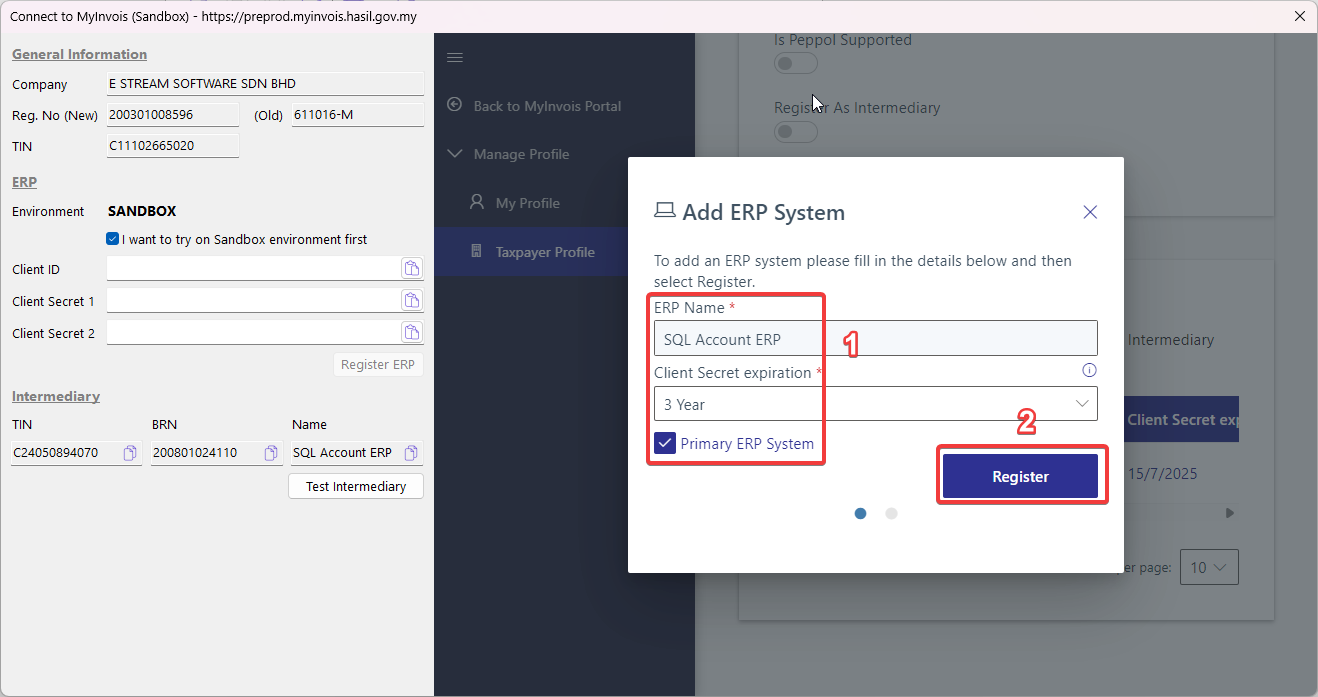 Connect to MyInvois (Sandbox) - https://preprod.myinvois.hasil.gov.my
General Information
Company E STREAM SOFTWARE SDN BHD
Reg. No (New) 200301008596 (Old) 611016-M
TIN C11102665020
ERP
Environment SANDBOX
I want to try on Sandbox environment first
Client ID
Client Secret 1
Client Secret 2
Register ERP
Intermediary
TIN BRN Name
C24050894070 200801024110 SQL Account ERP
Test Intermediary
Back to MyInvois Portal
Manage Profile
My Profile
Taxpayer Profile
Is Peppol Supported
Register As Intermediary
Add ERP System
To add an ERP system please fill in the details below and then
select Register.
ERP Name *
SQL Account ERP
1
Client Secret expiration *
3 Year
2
Primary ERP System
Register
Intermediary
Client Secret
15/7/2025
page:
10